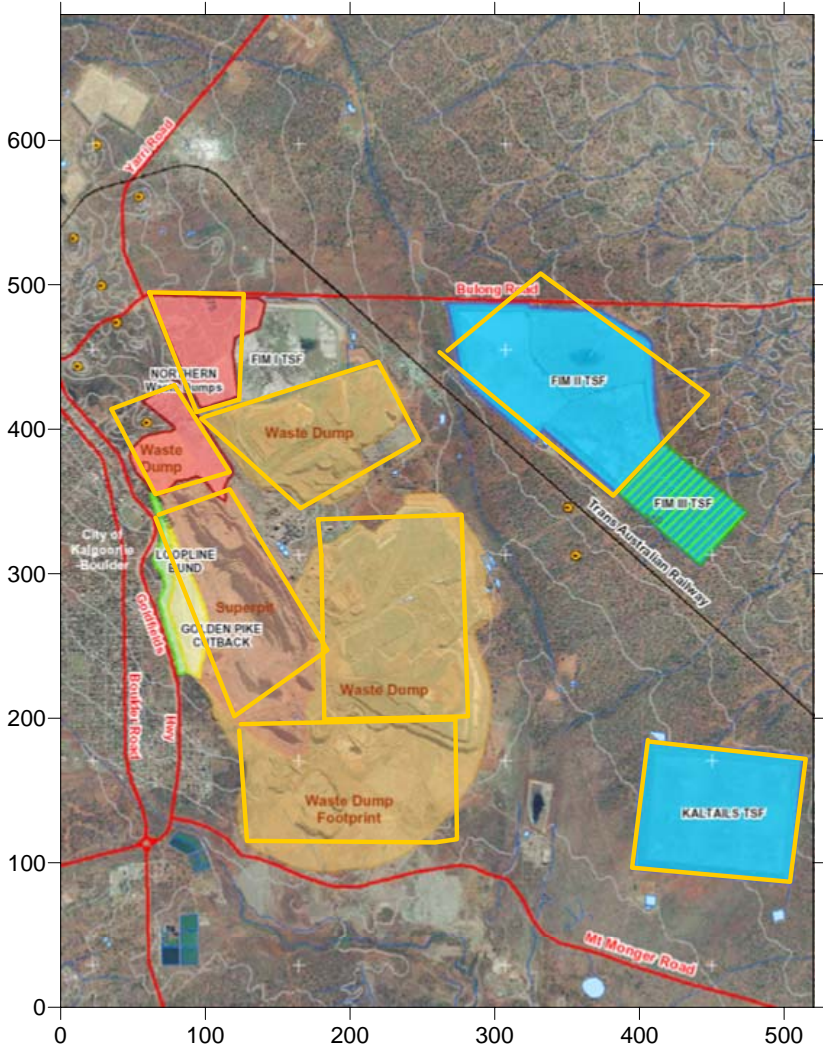 600
500
400
300
200
100
0
0
100
200
300
400
500
Yarri Road
Bulong Road
NORTHERN
Waste Dumps
FIM I TSF
FIM II TSF
Waste Dump
Waste
Dump
FIM III TSF
Trans Australian Railway
City of
Kalgoorlie
-Boulder
LOOPLINE
BUND
Superpit
GOLDEN PIKE
CUTBACK
Goldfields
Hwy
Boulder Road
Waste Dump
Waste Dump
Footprint
KALTAILS TSF
Mt Monger Road